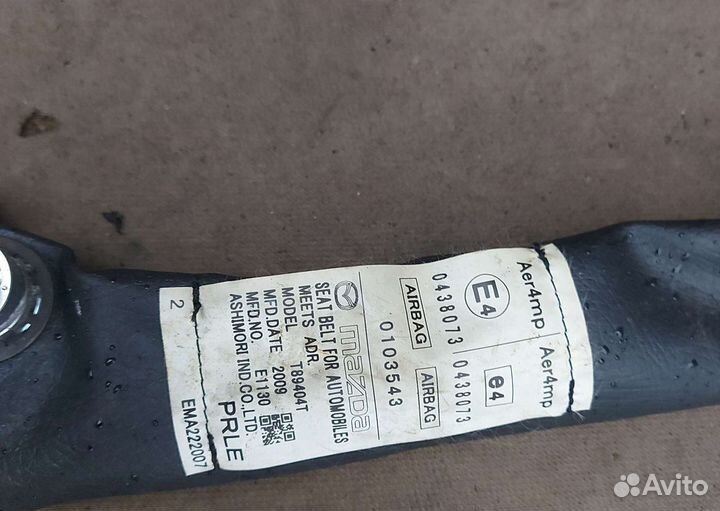 mazda
SEAT BELT FOR AUTOMOBILES
MEETS ADR.
MODEL T89404T
MFD.DATE 2009
MFD.NO. E1130
ASHIMORI IND.CO.,LTD.
PRLE
2
EMA222007
0103543
AIRBAG AIRBAG
0438073 0438073
E4 e4
Aer4mp Aer4mp
Avito